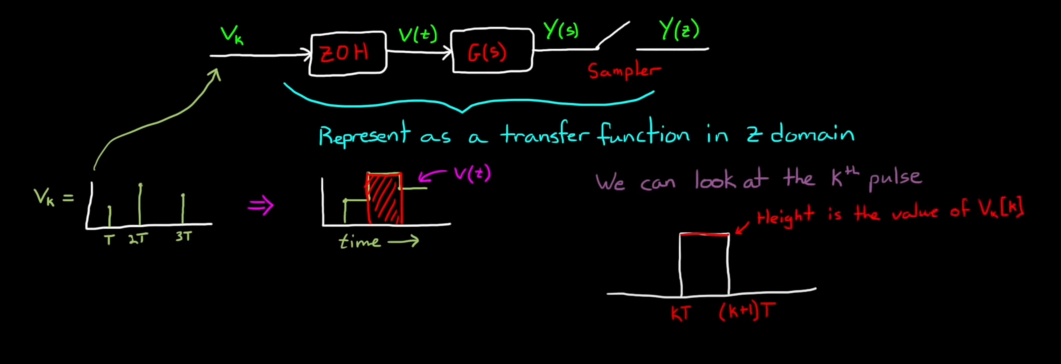 V_k
ZOH
V(t)
G(s)
Y(s)
Y(z)
Sampler
Represent as a transfer function in z domain
V_k =
T 2T 3T
⇒
V(t)
time →
We can look at the k^th pulse
Height is the value of V_k[k]
kT (k+1)T